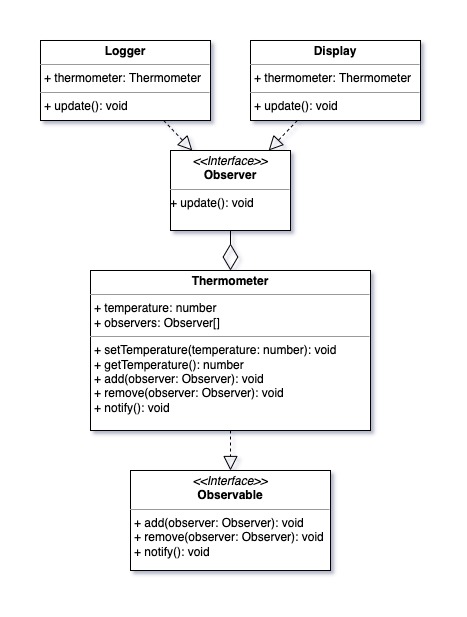 Logger
+ thermometer: Thermometer
+ update(): void
Display
+ thermometer: Thermometer
+ update(): void
<<Interface>>
Observer
+ update(): void
Thermometer
+ temperature: number
+ observers: Observer[]
+ setTemperature(temperature: number): void
+ getTemperature(): number
+ add(observer: Observer): void
+ remove(observer: Observer): void
+ notify(): void
<<Interface>>
Observable
+ add(observer: Observer): void
+ remove(observer: Observer): void
+ notify(): void